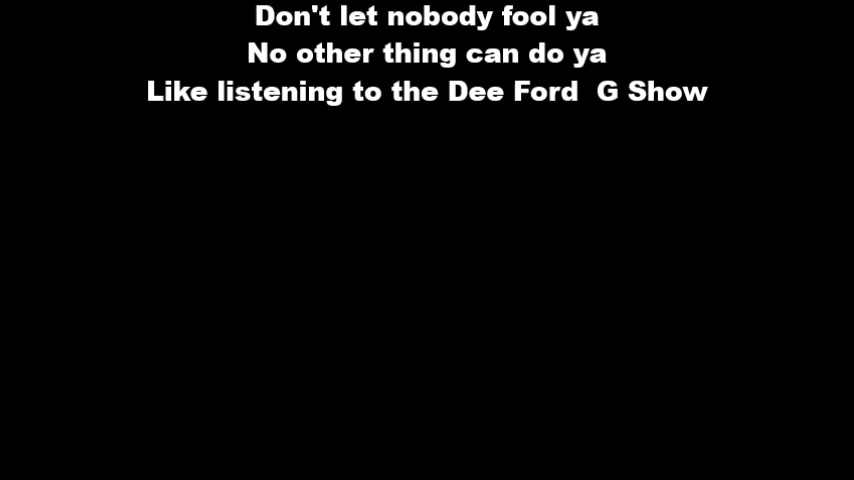 Don't let nobody fool ya
No other thing can do ya
Like listening to the Dee Ford  G Show